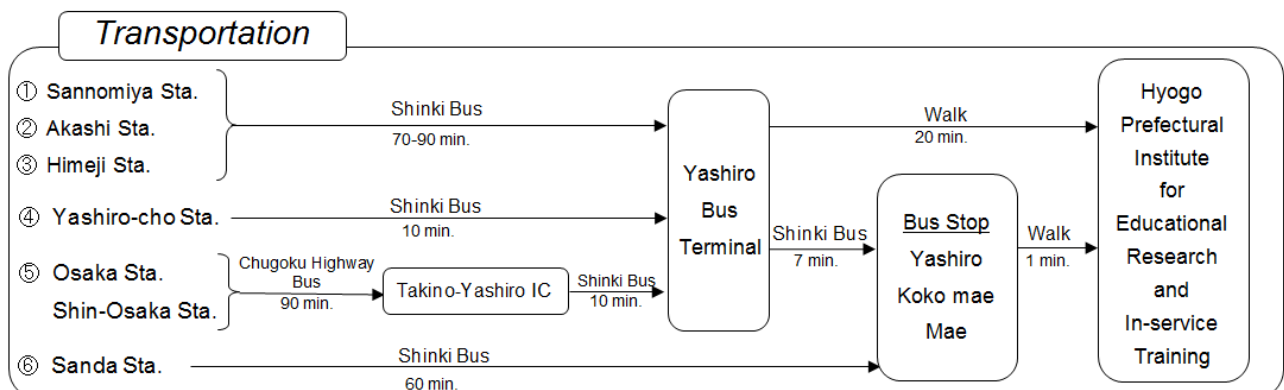 Transportation
① Sannomiya Sta.
② Akashi Sta.
③ Himeji Sta.
Shinki Bus
70-90 min.
④ Yashiro-cho Sta.
Shinki Bus
10 min.
⑤ Osaka Sta.
Shin-Osaka Sta.
Chugoku Highway
Bus
90 min.
Takino-Yashiro IC
Shinki Bus
10 min.
⑥ Sanda Sta.
Shinki Bus
60 min.
Yashiro
Bus
Terminal
Walk
20 min.
Shinki Bus
7 min.
Bus Stop
Yashiro
Koko mae
Mae
Walk
1 min.
Hyogo
Prefectural
Institute
for
Educational
Research
and
In-service
Training